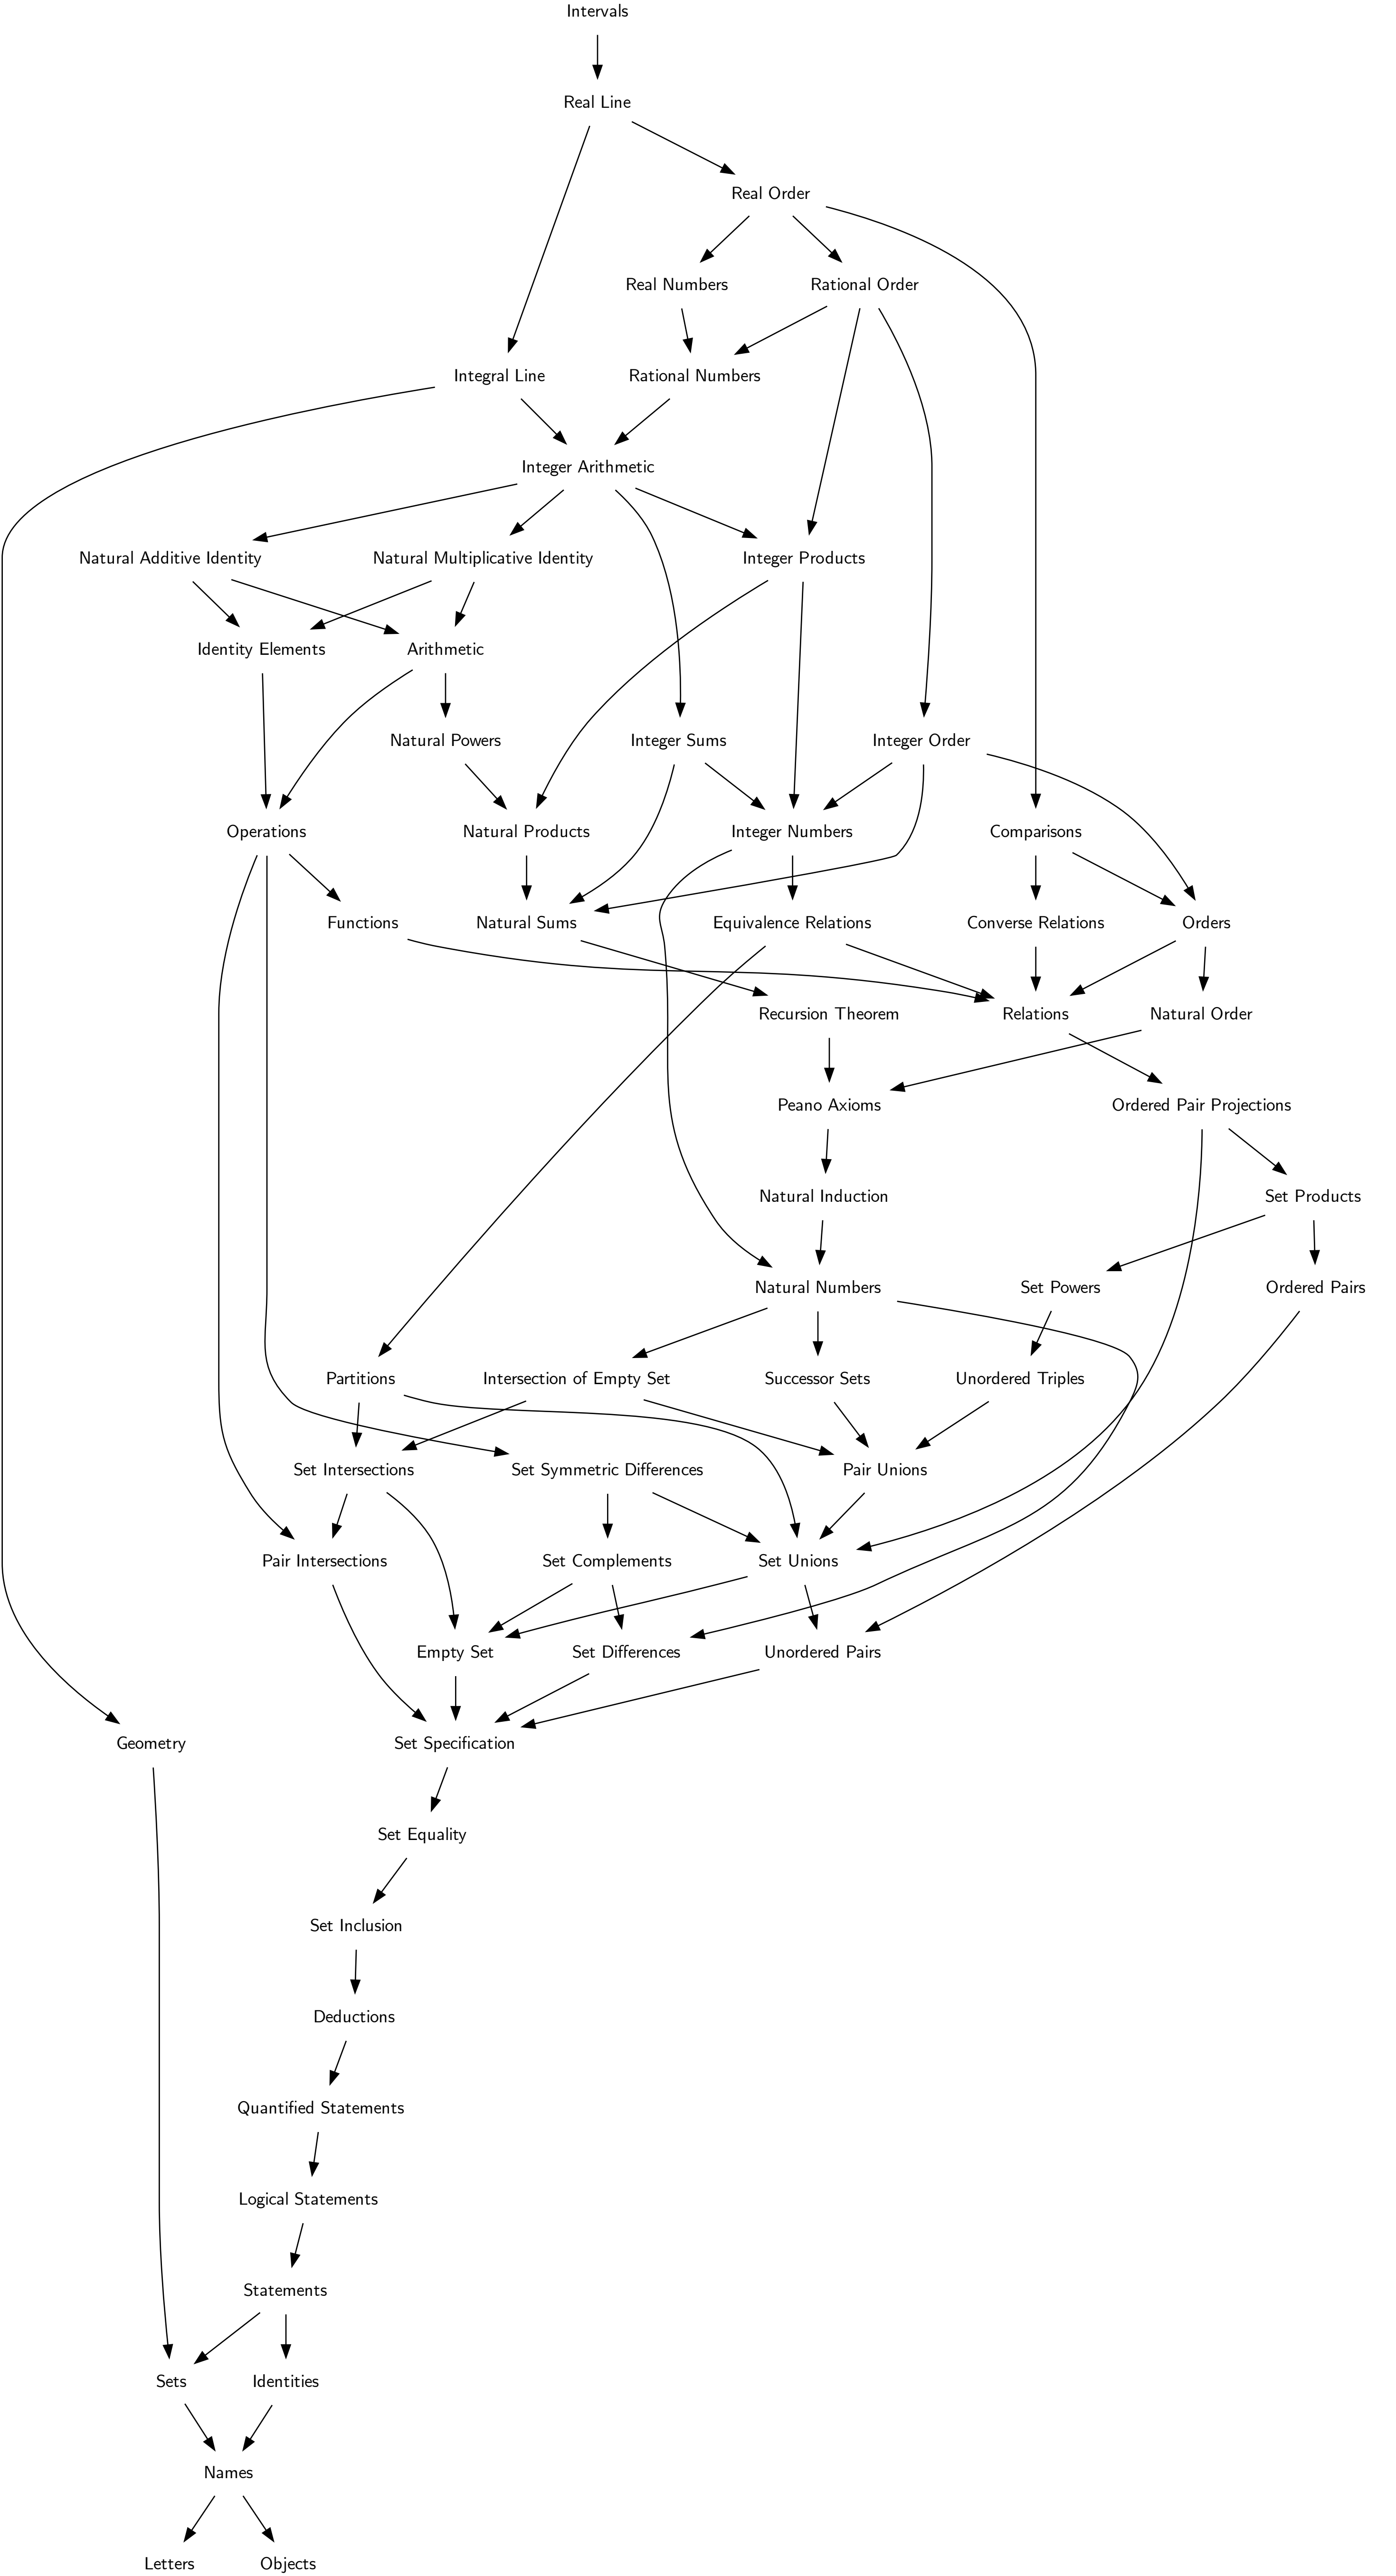 Intervals
Real Line
Real Order
Real Numbers
Rational Order
Integral Line
Rational Numbers
Integer Arithmetic
Natural Additive Identity
Natural Multiplicative Identity
Integer Products
Identity Elements
Arithmetic
Natural Powers
Integer Sums
Integer Order
Operations
Natural Products
Integer Numbers
Comparisons
Functions
Natural Sums
Equivalence Relations
Converse Relations
Orders
Recursion Theorem
Relations
Natural Order
Peano Axioms
Ordered Pair Projections
Natural Induction
Set Products
Natural Numbers
Set Powers
Ordered Pairs
Partitions
Intersection of Empty Set
Successor Sets
Unordered Triples
Set Intersections
Set Symmetric Differences
Pair Unions
Pair Intersections
Set Complements
Set Unions
Empty Set
Set Differences
Unordered Pairs
Geometry
Set Specification
Set Equality
Set Inclusion
Deductions
Quantified Statements
Logical Statements
Statements
Sets
Identities
Names
Letters
Objects